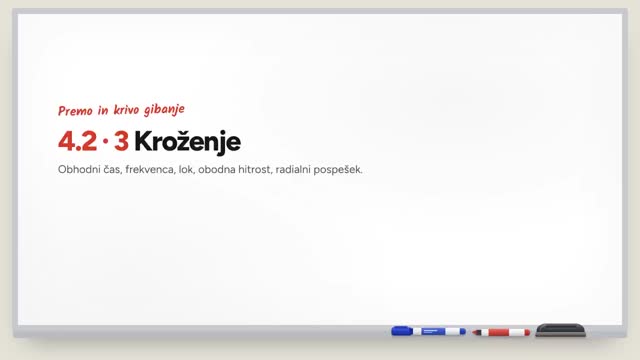 Premo in krivo gibanje
4.2 · 3 Kroženje
Obhodni čas, frekvenca, lok, obodna hitrost, radialni pospešek.